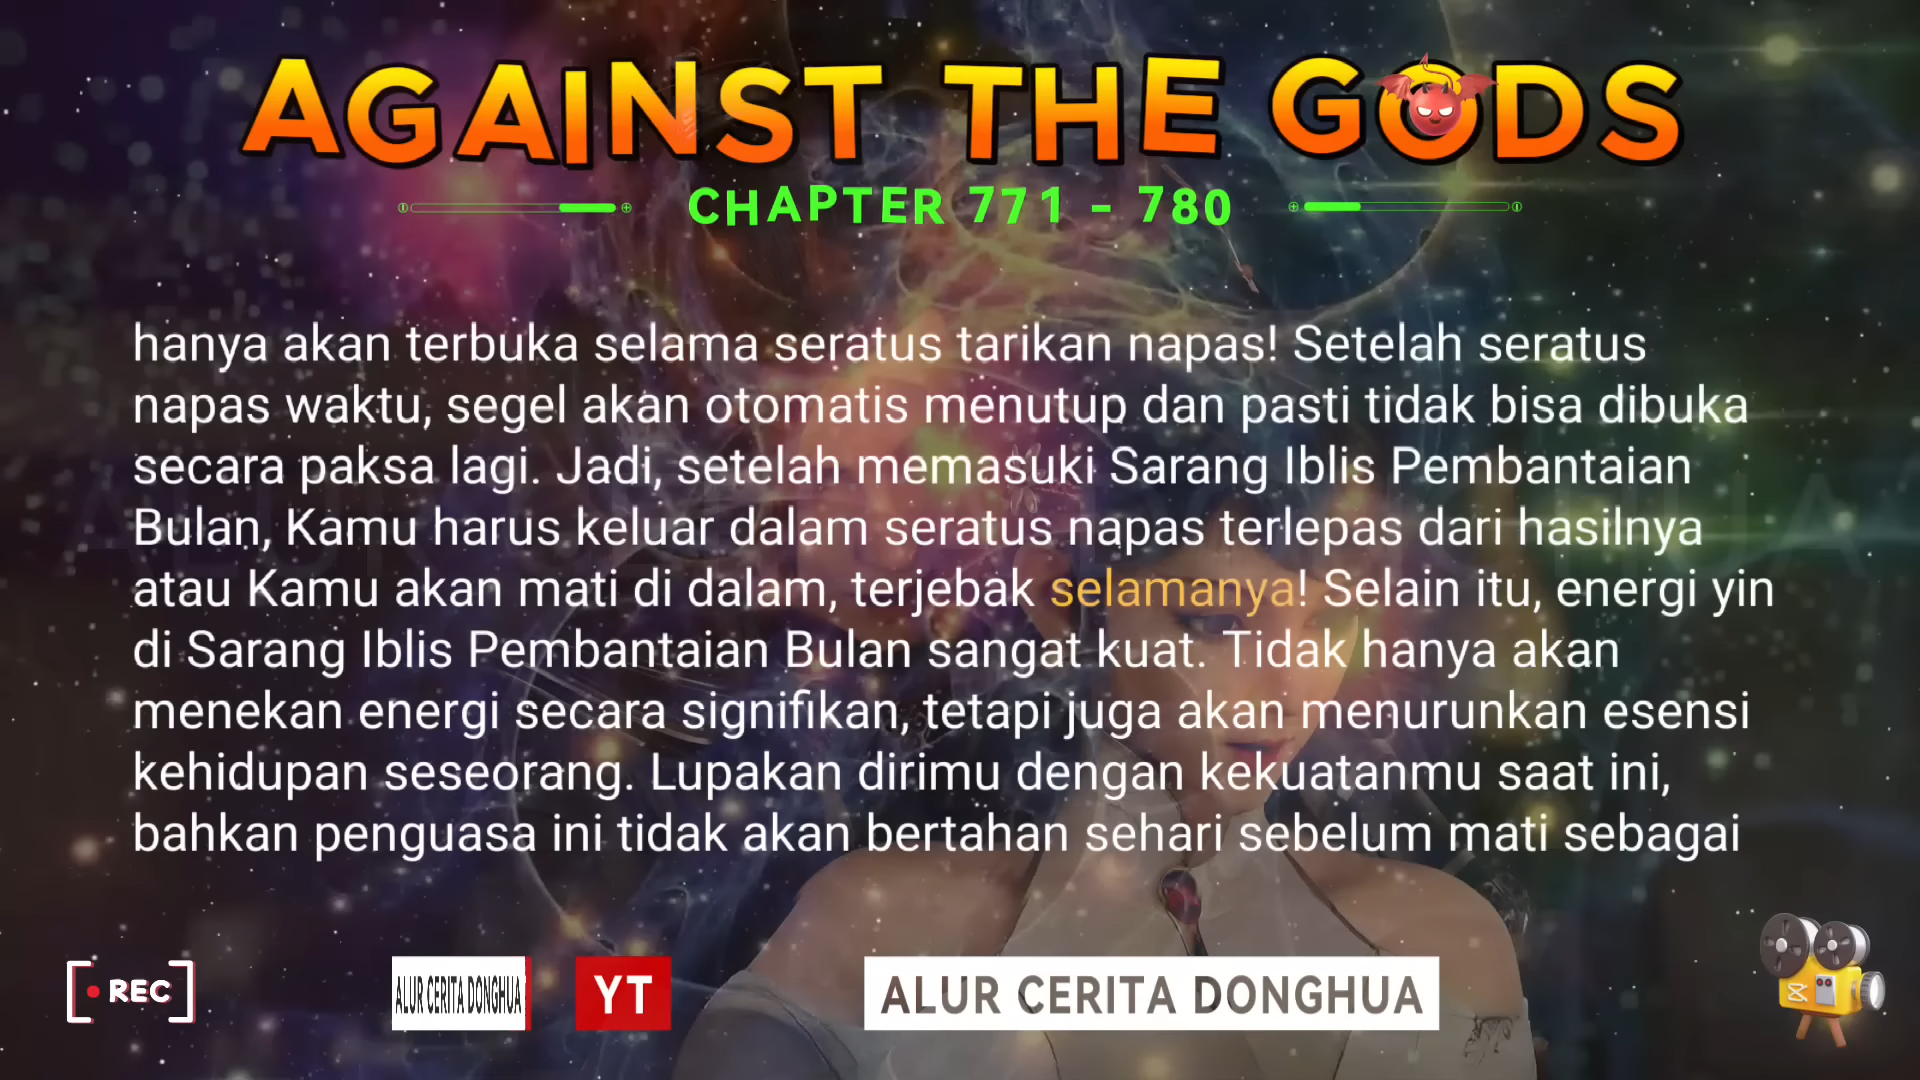 AGAINST THE GODS
CHAPTER 771 - 780
hanya akan terbuka selama seratus tarikan napas! Setelah seratus
napas waktu, segel akan otomatis menutup dan pasti tidak bisa dibuka
secara paksa lagi. Jadi, setelah memasuki Sarang Iblis Pembantaian
Bulan, Kamu harus keluar dalam seratus napas terlepas dari hasilnya
atau Kamu akan mati di dalam, terjebak selamanya! Selain itu, energi yin
di Sarang Iblis Pembantaian Bulan sangat kuat. Tidak hanya akan
menekan energi secara signifikan, tetapi juga akan menurunkan esensi
kehidupan seseorang. Lupakan dirimu dengan kekuatanmu saat ini,
bahkan penguasa ini tidak akan bertahan sehari sebelum mati sebagai
REC
ALUR CERITA DONGHUA
YT
ALUR CERITA DONGHUA